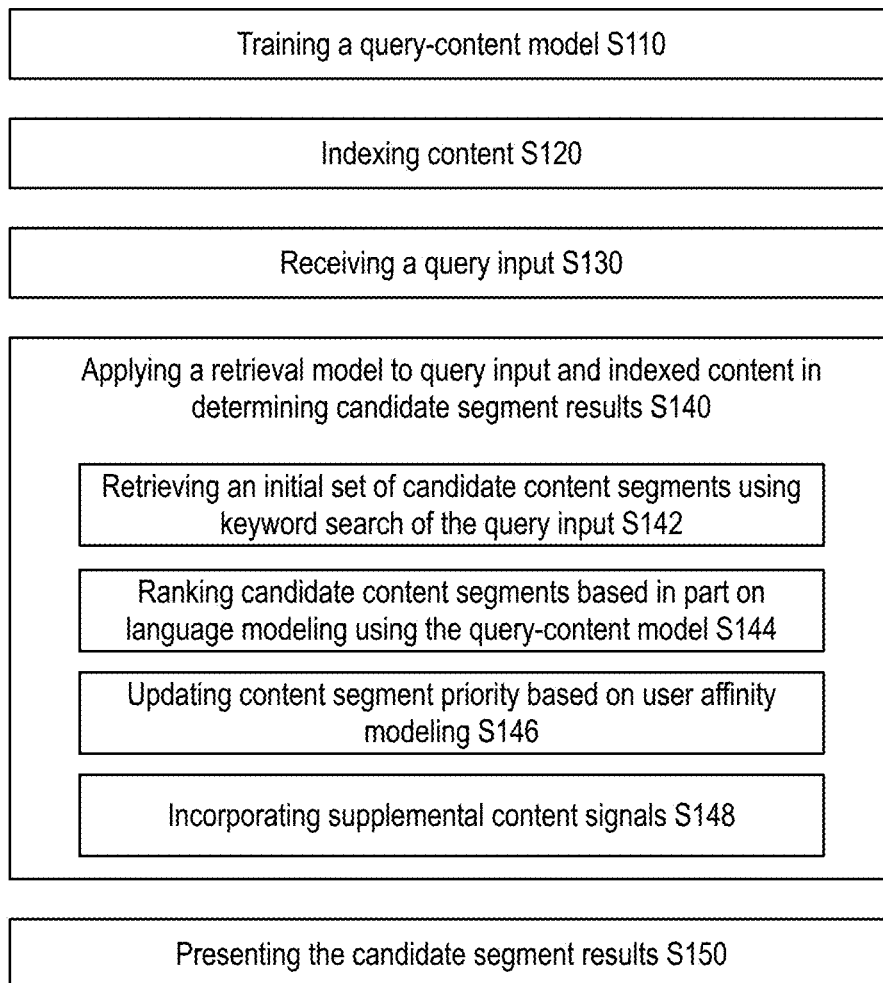 Training a query-content model S110
Indexing content S120
Receiving a query input S130
Applying a retrieval model to query input and indexed content in
determining candidate segment results S140
Retrieving an initial set of candidate content segments using
keyword search of the query input S142
Ranking candidate content segments based in part on
language modeling using the query-content model S144
Updating content segment priority based on user affinity
modeling S146
Incorporating supplemental content signals S148
Presenting the candidate segment results S150